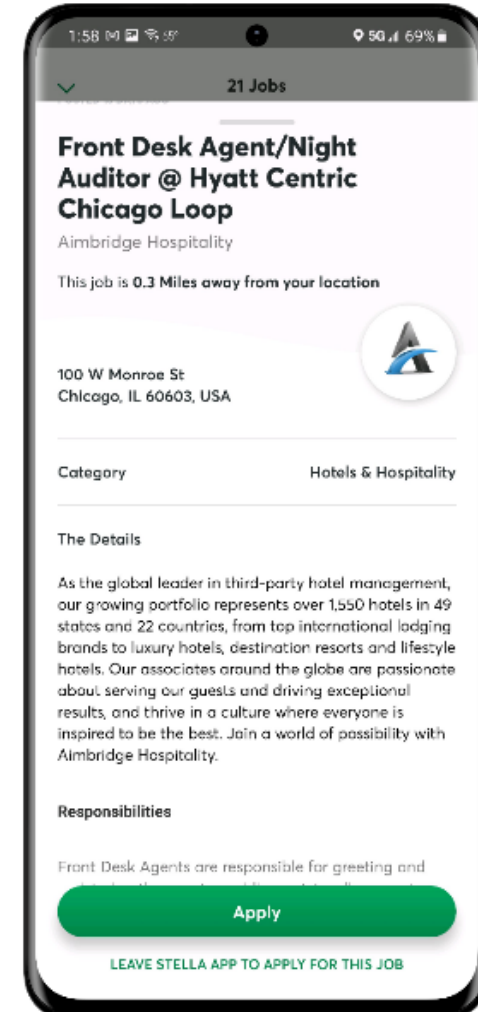 1:58
5G 69%
21 Jobs
Front Desk Agent/Night
Auditor @ Hyatt Centric
Chicago Loop
Aimbridge Hospitality
This job is 0.3 Miles away from your location
100 W Monroe St
Chicago, IL 60603, USA
Category Hotels & Hospitality
The Details
As the global leader in third-party hotel management,
our growing portfolio represents over 1,550 hotels in 49
states and 22 countries, from top international lodging
brands to luxury hotels, destination resorts and lifestyle
hotels. Our associates around the globe are passionate
about serving our guests and driving exceptional
results, and thrive in a culture where everyone is
inspired to be the best. Join a world of possibility with
Aimbridge Hospitality.
Responsibilities
Front Desk Agents are responsible for greeting and
Apply
LEAVE STELLA APP TO APPLY FOR THIS JOB